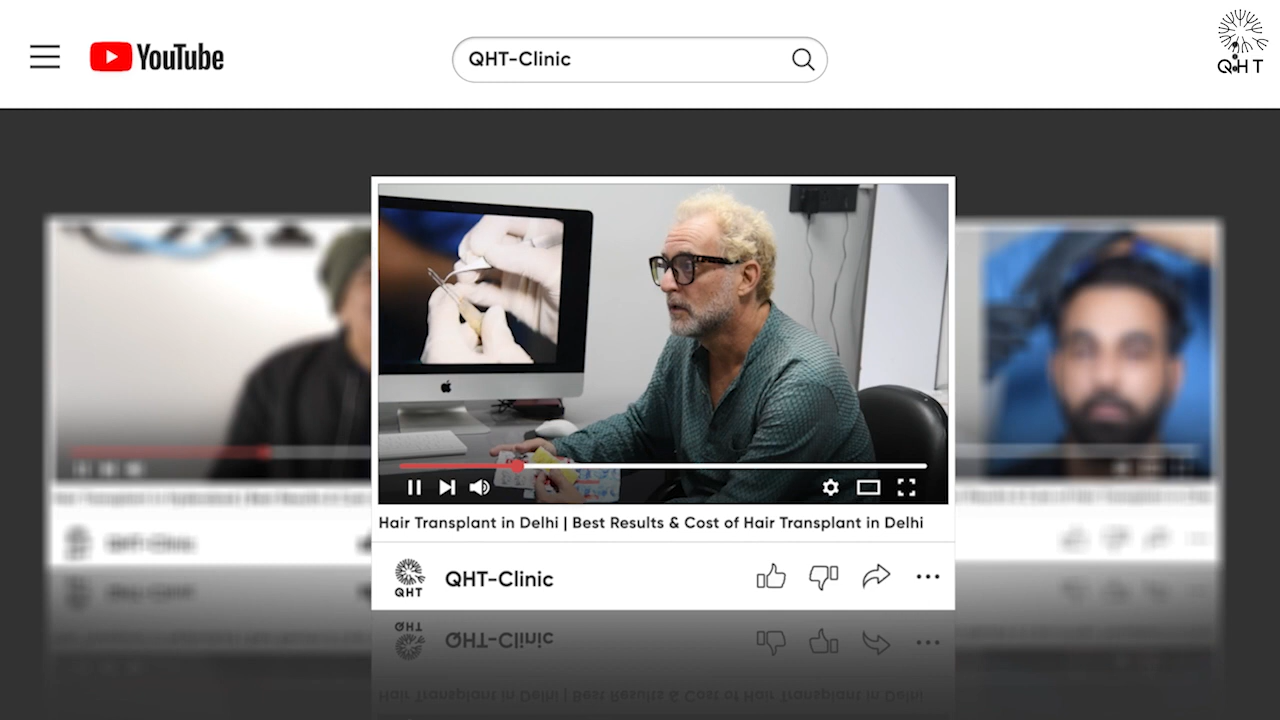 YouTube
QHT-Clinic
QHT
Hair Transplant in Delhi | Best Results & Cost of Hair Transplant in Delhi
QHT
QHT-Clinic